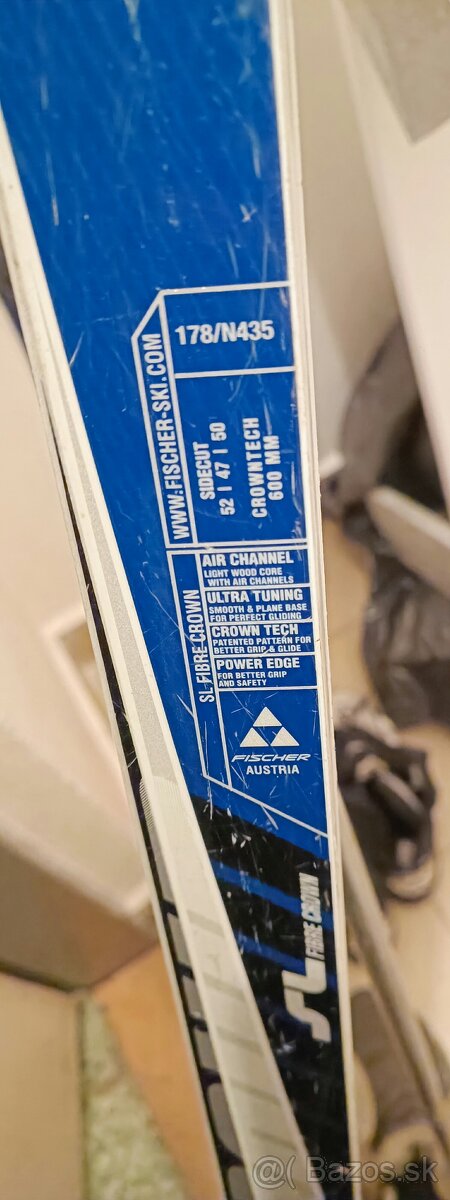 178/N435
WWW.FISCHER-SKI.COM
SIDECUT
52 | 47 | 50
CROWNTECH
600 MM
SL FIBRE CROWN
AIR CHANNEL
LIGHT WOOD CORE
WITH AIR CHANNELS
ULTRA TUNING
SMOOTH & PLANE BASE
FOR PERFECT GLIDING
CROWN TECH
PATENTED PATTERN FOR
BETTER GRIP & GLIDE
POWER EDGE
FOR BETTER GRIP
AND SAFETY
FISCHER
AUSTRIA
SL
FIBRE CROWN
@ Bazos.sk